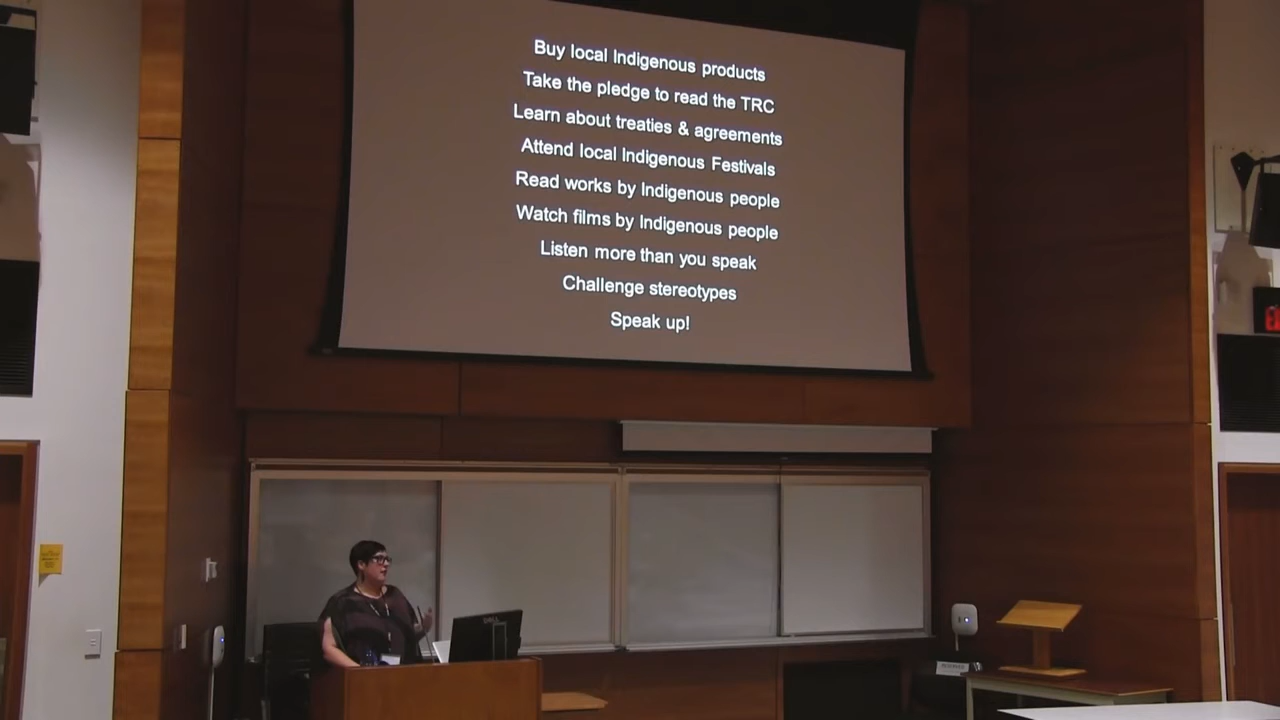 Buy local Indigenous products
Take the pledge to read the TRC
Learn about treaties & agreements
Attend local Indigenous Festivals
Read works by Indigenous people
Watch films by Indigenous people
Listen more than you speak
Challenge stereotypes
Speak up!
DELL